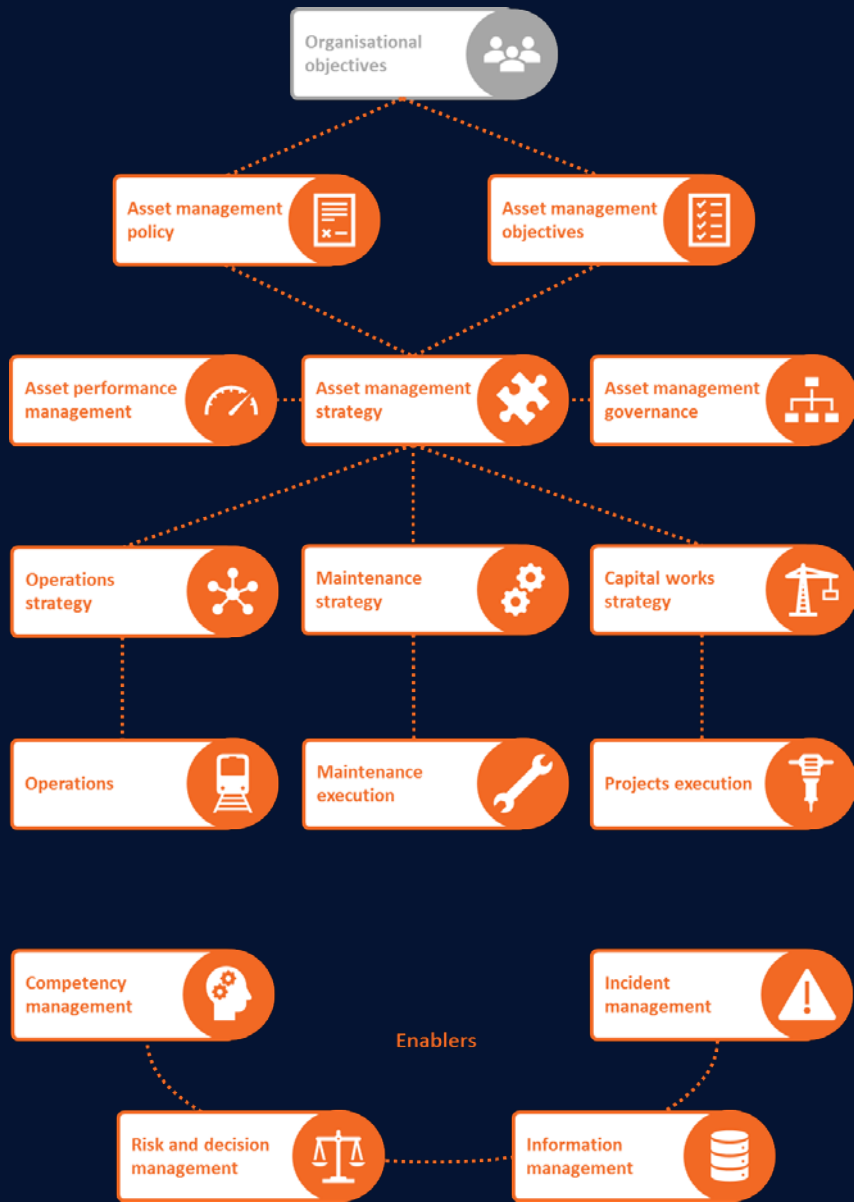 Organisational
objectives
Asset management
policy
Asset management
objectives
Asset performance
management
Asset management
strategy
Asset management
governance
Operations
strategy
Maintenance
strategy
Capital works
strategy
Operations
Maintenance
execution
Projects execution
Competency
management
Incident
management
Enablers
Risk and decision
management
Information
management